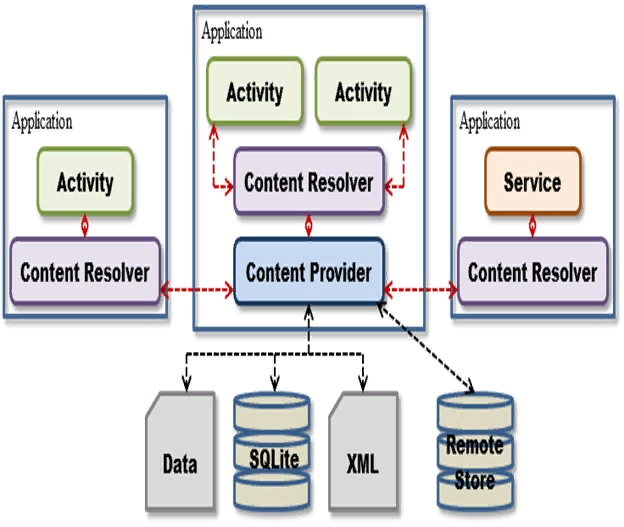 Application
Activity
Activity
Content Resolver
Content Provider
Application
Activity
Content Resolver
Application
Service
Content Resolver
Data
SQLite
XML
Remote
Store